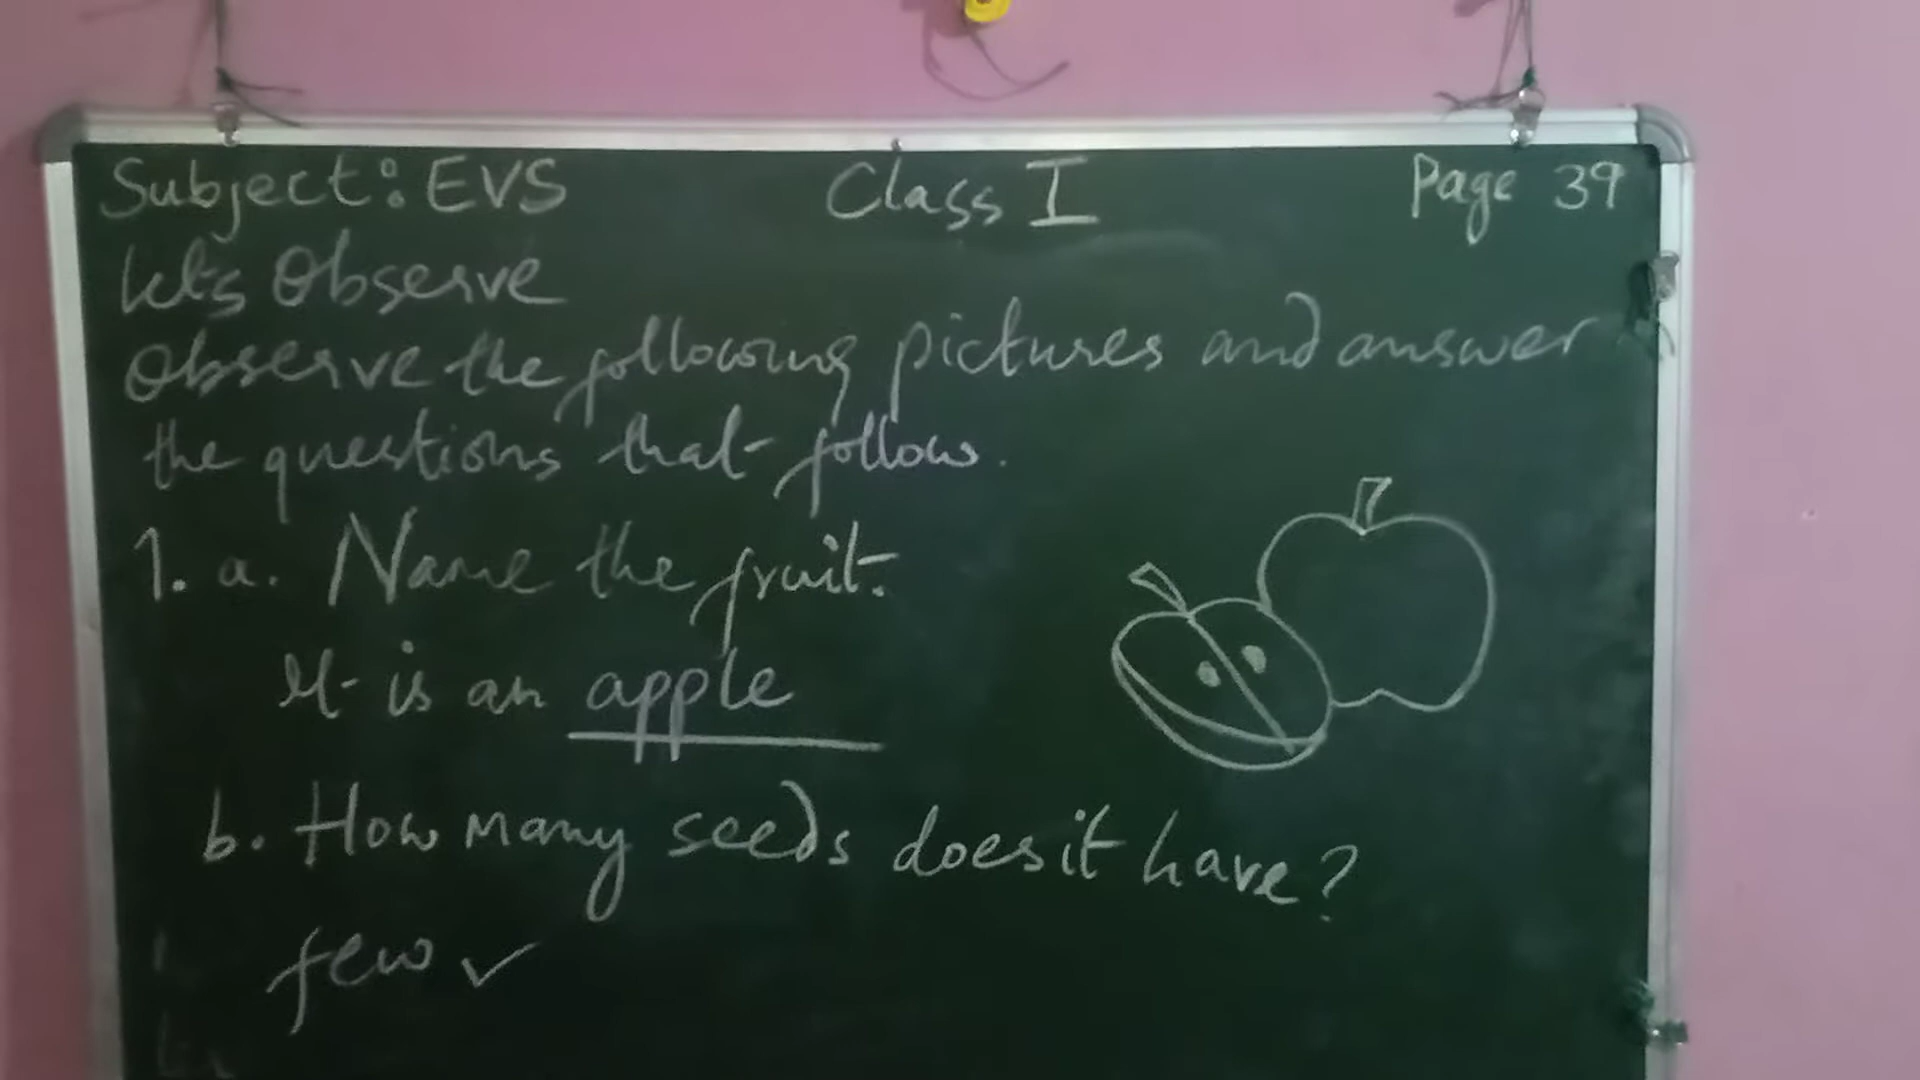 Subject: EVS Class I Page 39
Let's Observe
Observe the following pictures and answer
the questions that follow.
1. a. Name the fruit.
It is an apple
b. How many seeds does it have?
few ✓